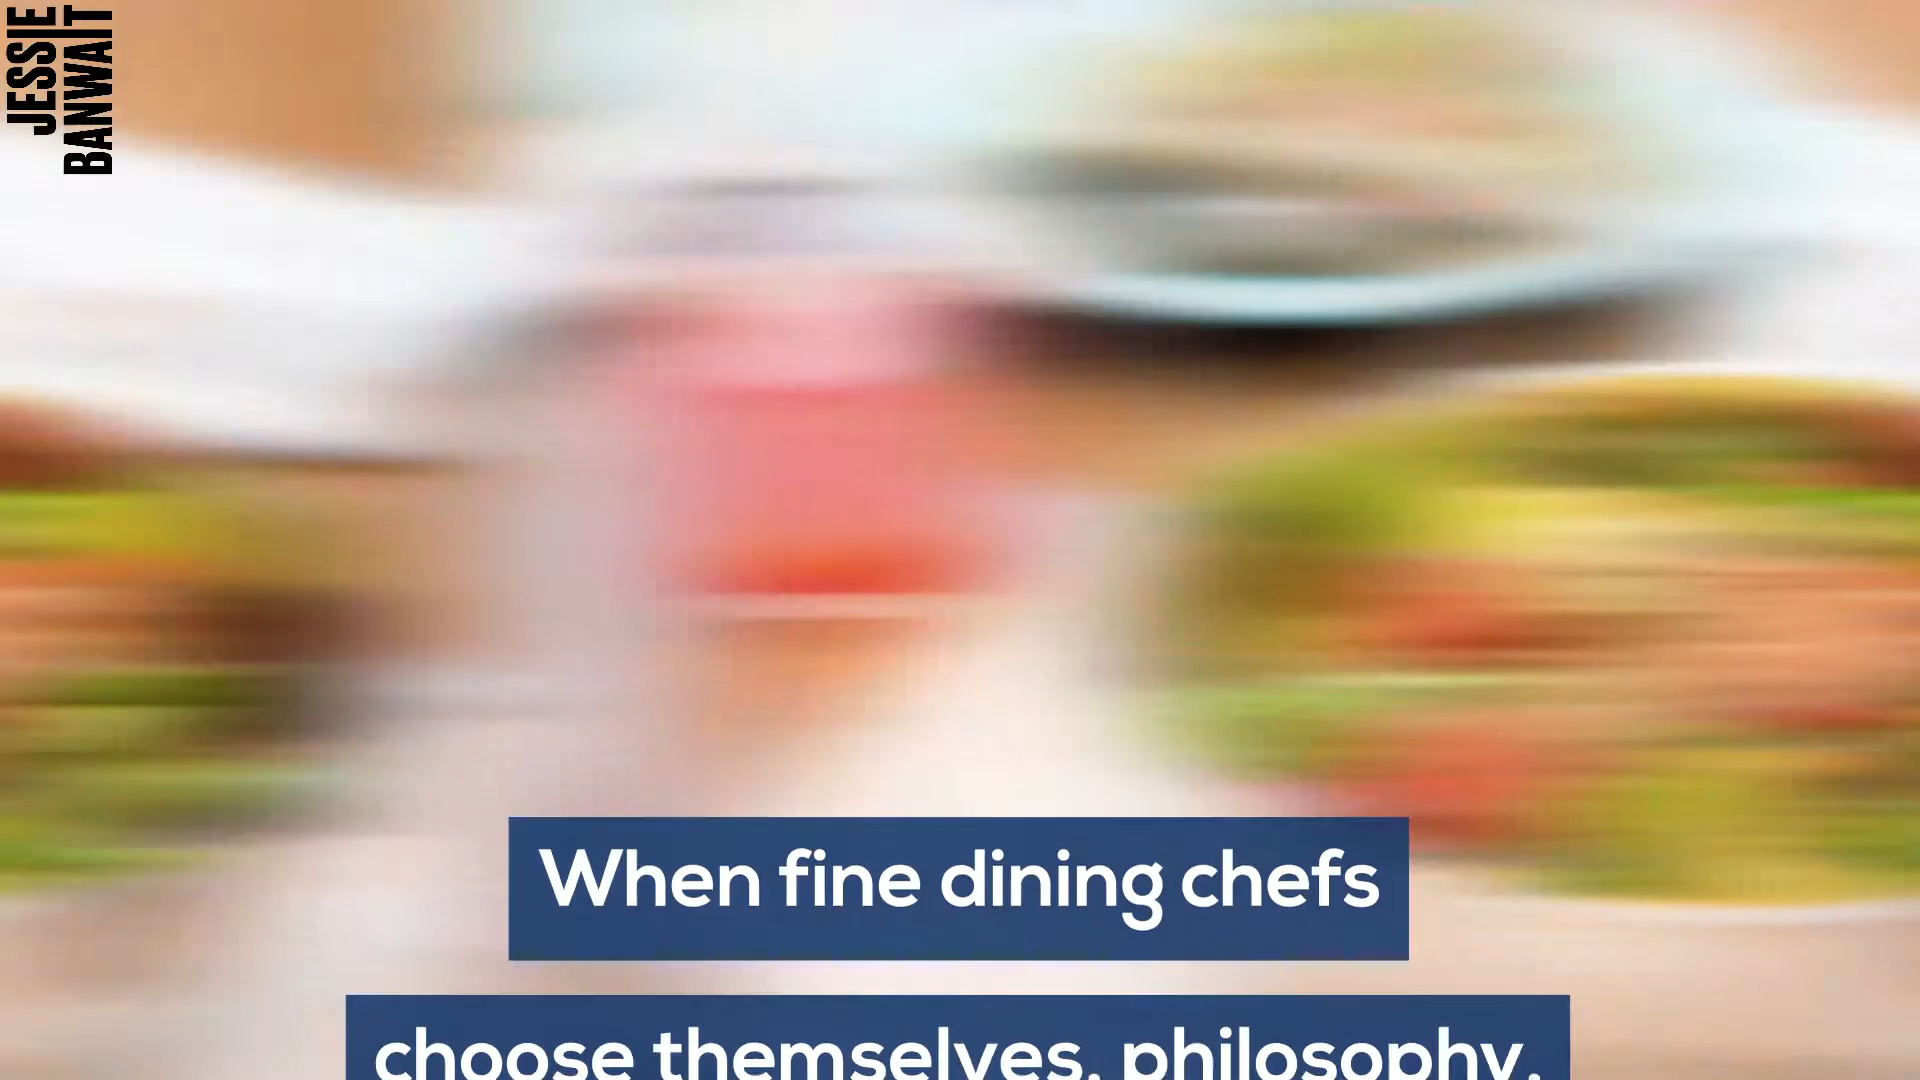 JESSIE
BANWAIT
When fine dining chefs
choose themselves, philosophy,